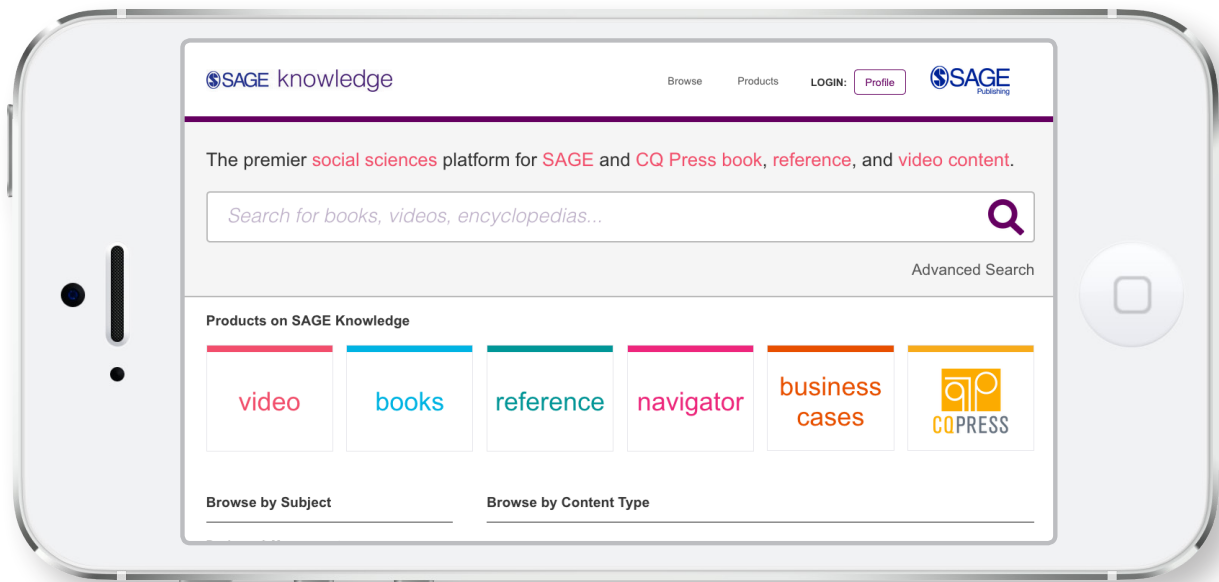 SAGE knowledge
Browse Products LOGIN: Profile
SAGE
Publishing
The premier social sciences platform for SAGE and CQ Press book, reference, and video content.
Search for books, videos, encyclopedias...
Advanced Search
Products on SAGE Knowledge
video
books
reference
navigator
business
cases
CQPRESS
Browse by Subject
Browse by Content Type